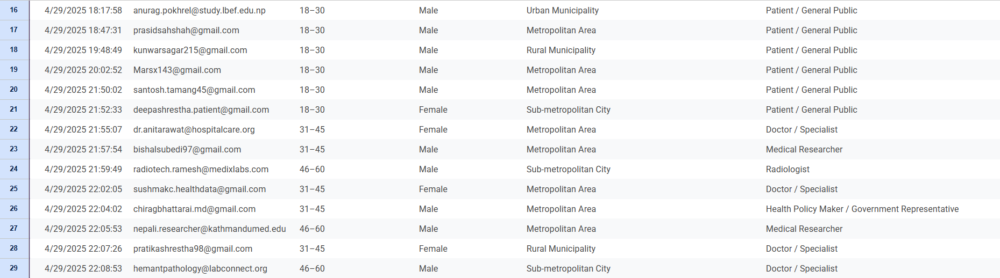 16 4/29/2025 18:17:58 anurag.pokhrel@study.lbef.edu.np 18–30 Male Urban Municipality Patient / General Public
17 4/29/2025 18:47:31 prasidsahshah@gmail.com 18–30 Male Metropolitan Area Patient / General Public
18 4/29/2025 19:48:49 kunwarsagar215@gmail.com 18–30 Male Rural Municipality Patient / General Public
19 4/29/2025 20:02:52 Marsx143@gmail.com 18–30 Male Metropolitan Area Patient / General Public
20 4/29/2025 21:50:02 santosh.tamang45@gmail.com 18–30 Male Metropolitan Area Patient / General Public
21 4/29/2025 21:52:33 deepashrestha.patient@gmail.com 18–30 Female Sub-metropolitan City Patient / General Public
22 4/29/2025 21:55:07 dr.anitarawat@hospitalcare.org 31–45 Female Metropolitan Area Doctor / Specialist
23 4/29/2025 21:57:54 bishalsubedi97@gmail.com 31–45 Male Metropolitan Area Medical Researcher
24 4/29/2025 21:59:49 radiotech.ramesh@medixlabs.com 46–60 Male Sub-metropolitan City Radiologist
25 4/29/2025 22:02:05 sushmakc.healthdata@gmail.com 31–45 Female Metropolitan Area Doctor / Specialist
26 4/29/2025 22:04:02 chiragbhattarai.md@gmail.com 31–45 Male Metropolitan Area Health Policy Maker / Government Representative
27 4/29/2025 22:05:53 nepali.researcher@kathmandumed.edu 46–60 Male Metropolitan Area Medical Researcher
28 4/29/2025 22:07:26 pratikashrestha98@gmail.com 31–45 Female Rural Municipality Doctor / Specialist
29 4/29/2025 22:08:53 hemantpathology@labconnect.org 46–60 Male Sub-metropolitan City Doctor / Specialist